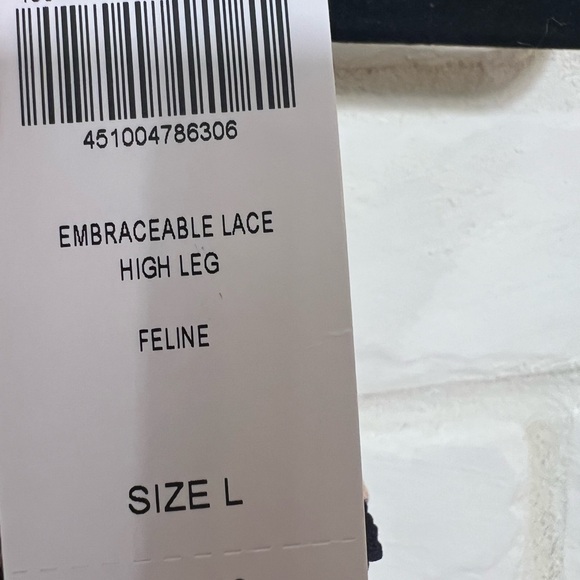 451004786306
EMBRACEABLE LACE
HIGH LEG
FELINE
SIZE L